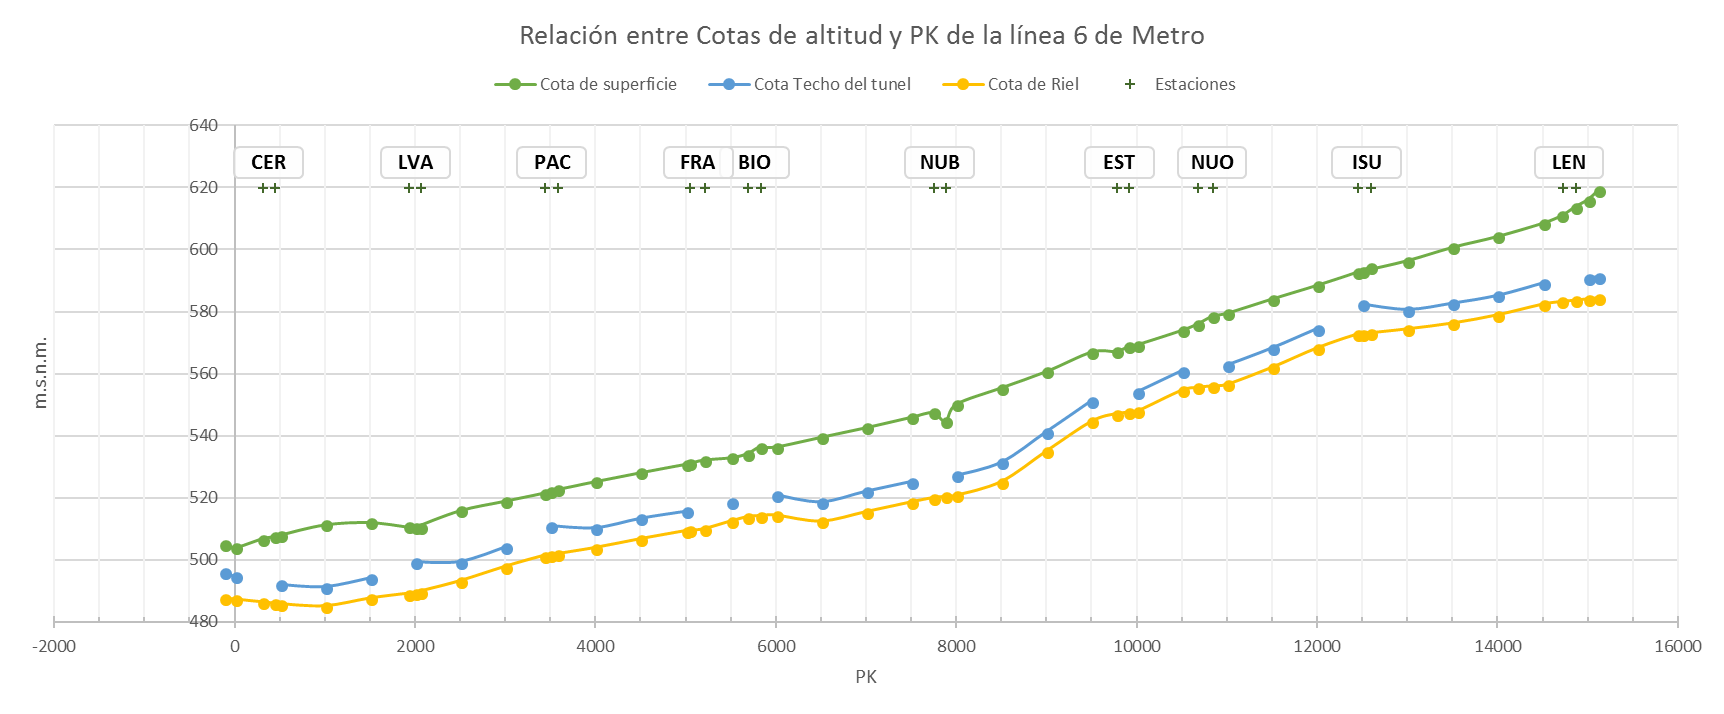 Relación entre Cotas de altitud y PK de la línea 6 de Metro
Cota de superficie Cota Techo del tunel Cota de Riel Estaciones
640
CER LVA PAC FRA BIO NUB EST NUO ISU LEN
620
600
580
560
540
520
500
480
m.s.n.m.
-2000 0 2000 4000 6000 8000 10000 12000 14000 16000
PK